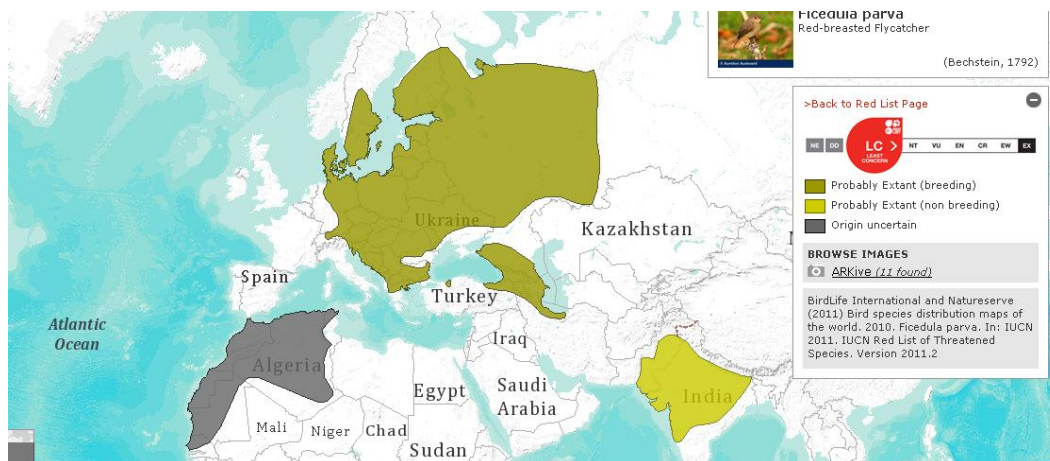 Ficedula parva
Red-breasted Flycatcher
(Bechstein, 1792)
>Back to Red List Page
NE DD LC > NT VU EN CR EW EX
LEAST
CONCERN
Probably Extant (breeding)
Probably Extant (non breeding)
Origin uncertain
BROWSE IMAGES
ARKive (11 found)
BirdLife International and Natureserve
(2011) Bird species distribution maps of
the world. 2010. Ficedula parva. In: IUCN
2011. IUCN Red List of Threatened
Species. Version 2011.2
Ukraine
Kazakhstan
Spain
Turkey
Atlantic
Ocean
Iraq
Algeria
Egypt
Saudi
Arabia
India
Mali
Niger
Chad
Sudan